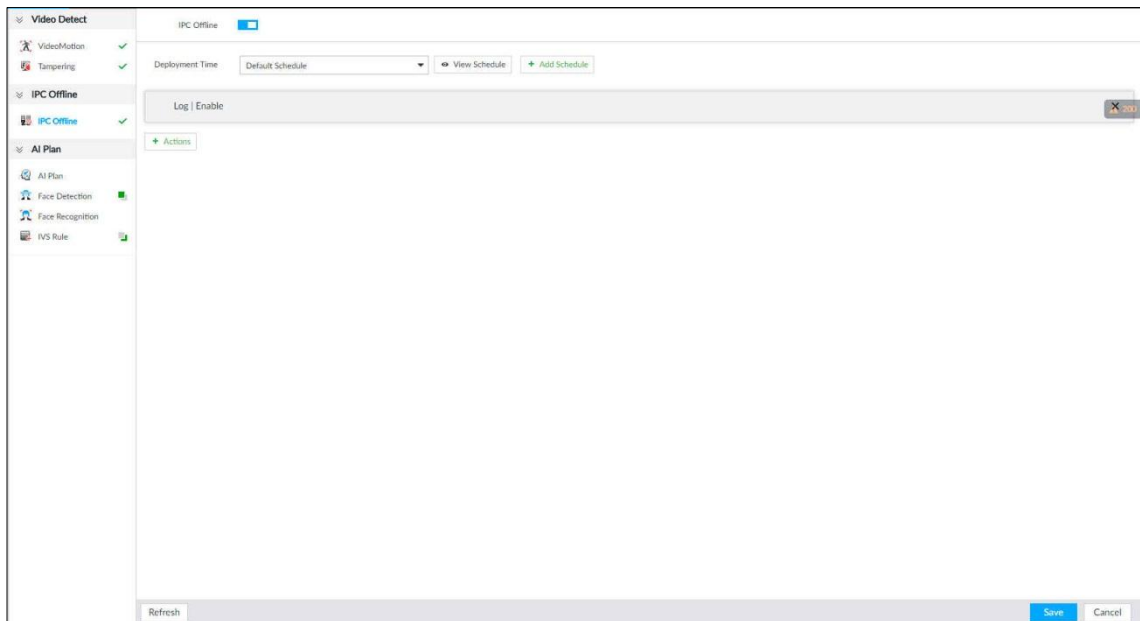 Video Detect
VideoMotion
Tampering
IPC Offline
IPC Offline
AI Plan
AI Plan
Face Detection
Face Recognition
IVS Rule
IPC Offline
Deployment Time Default Schedule View Schedule + Add Schedule
Log | Enable
200
+ Actions
Refresh Save Cancel